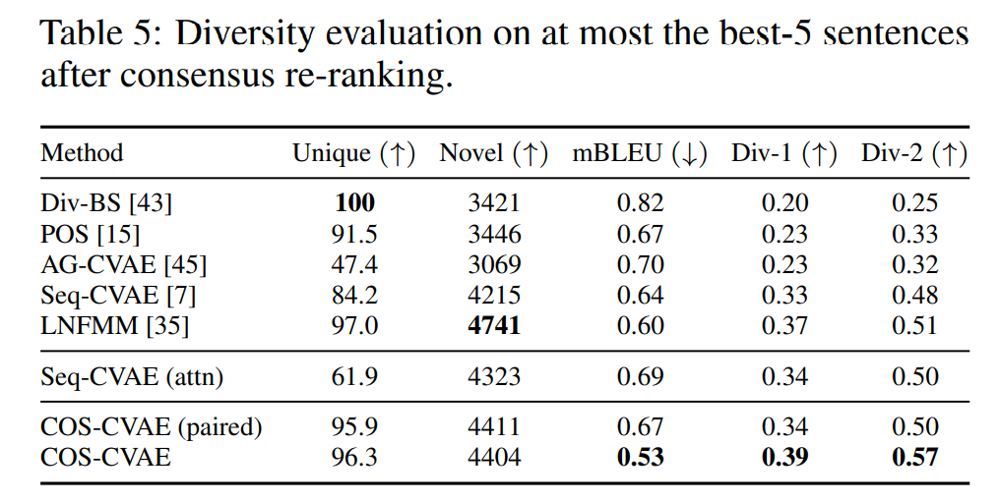 Table 5: Diversity evaluation on at most the best-5 sentences
after consensus re-ranking.
Method Unique (↑) Novel (↑) mBLEU (↓) Div-1 (↑) Div-2 (↑)
Div-BS [43] 100 3421 0.82 0.20 0.25
POS [15] 91.5 3446 0.67 0.23 0.33
AG-CVAE [45] 47.4 3069 0.70 0.23 0.32
Seq-CVAE [7] 84.2 4215 0.64 0.33 0.48
LNFMM [35] 97.0 4741 0.60 0.37 0.51
Seq-CVAE (attn) 61.9 4323 0.69 0.34 0.50
COS-CVAE (paired) 95.9 4411 0.67 0.34 0.50
COS-CVAE 96.3 4404 0.53 0.39 0.57